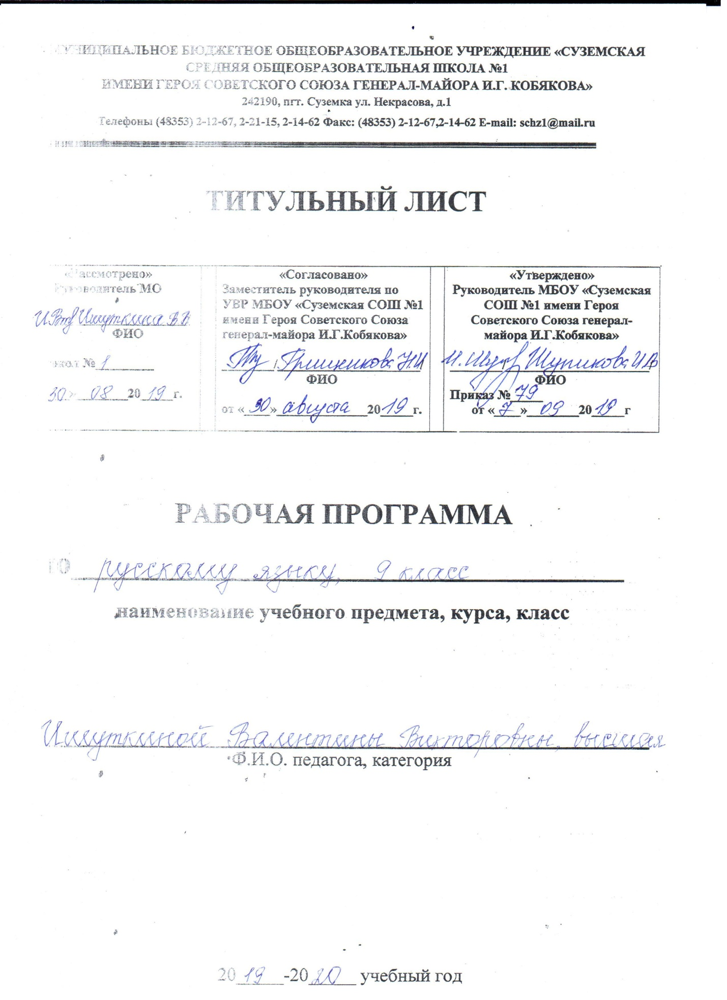 МУНИЦИПАЛЬНОЕ БЮДЖЕТНОЕ ОБЩЕОБРАЗОВАТЕЛЬНОЕ УЧРЕЖДЕНИЕ «СУЗЕМСКАЯ
СРЕДНЯЯ ОБЩЕОБРАЗОВАТЕЛЬНАЯ ШКОЛА №1
ИМЕНИ ГЕРОЯ СОВЕТСКОГО СОЮЗА ГЕНЕРАЛ-МАЙОРА И.Г. КОБЯКОВА»
242190, пгт. Суземка ул. Некрасова, д.1
Телефоны (48353) 2-12-67, 2-21-15, 2-14-62 Факс: (48353) 2-12-67,2-14-62 E-mail: schz1@mail.ru
ТИТУЛЬНЫЙ ЛИСТ
«Рассмотрено»
Руководитель МО
Ишуткина В В
ФИО
окол № 1
30 » 08 20 19 г.
«Согласовано»
Заместитель руководителя по
УВР МБОУ «Суземская СОШ №1
имени Героя Советского Союза
генерал-майора И.Г.Кобякова»
/ Гришникова Н.И
ФИО
от « 30 » августа 20 19 г.
«Утверждено»
Руководитель МБОУ «Суземская
СОШ №1 имени Героя
Советского Союза генерал-
майора И.Г.Кобякова»
Шупикова И В
ФИО
Приказ № 79
от « 7 » 09 20 19 г
РАБОЧАЯ ПРОГРАММА
ПО русскому языку, 9 класс
наименование учебного предмета, курса, класс
Ишуткиной Валентины Викторовны, высшая
Ф.И.О. педагога, категория
20 19 -20 20 учебный год